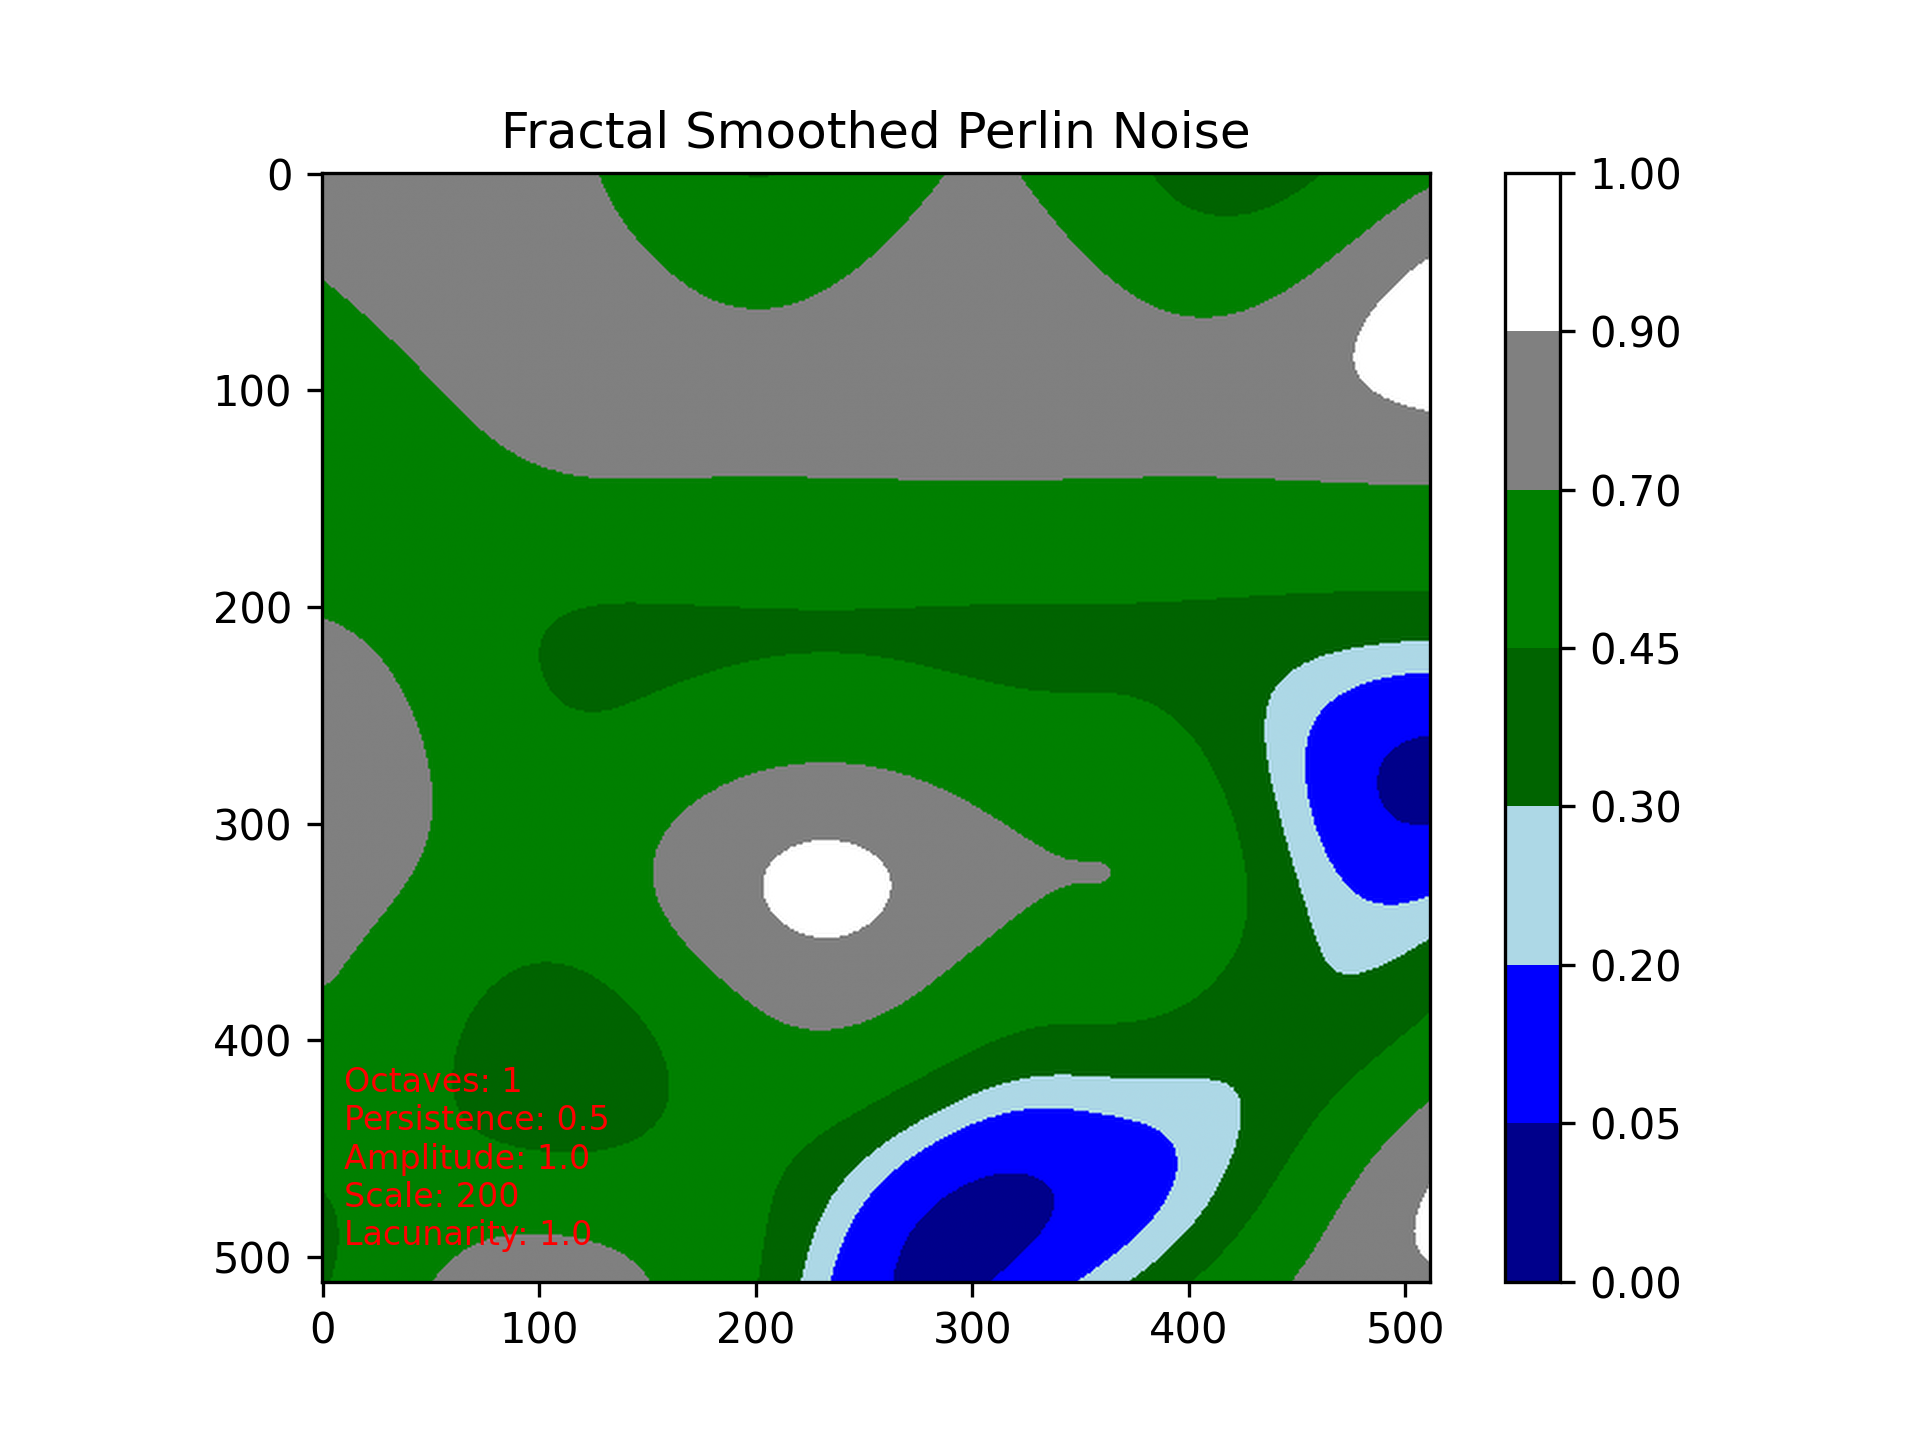 Fractal Smoothed Perlin Noise
0
100
200
300
400
500
0 100 200 300 400 500
Octaves: 1
Persistence: 0.5
Amplitude: 1.0
Scale: 200
Lacunarity: 1.0
1.00
0.90
0.70
0.45
0.30
0.20
0.05
0.00